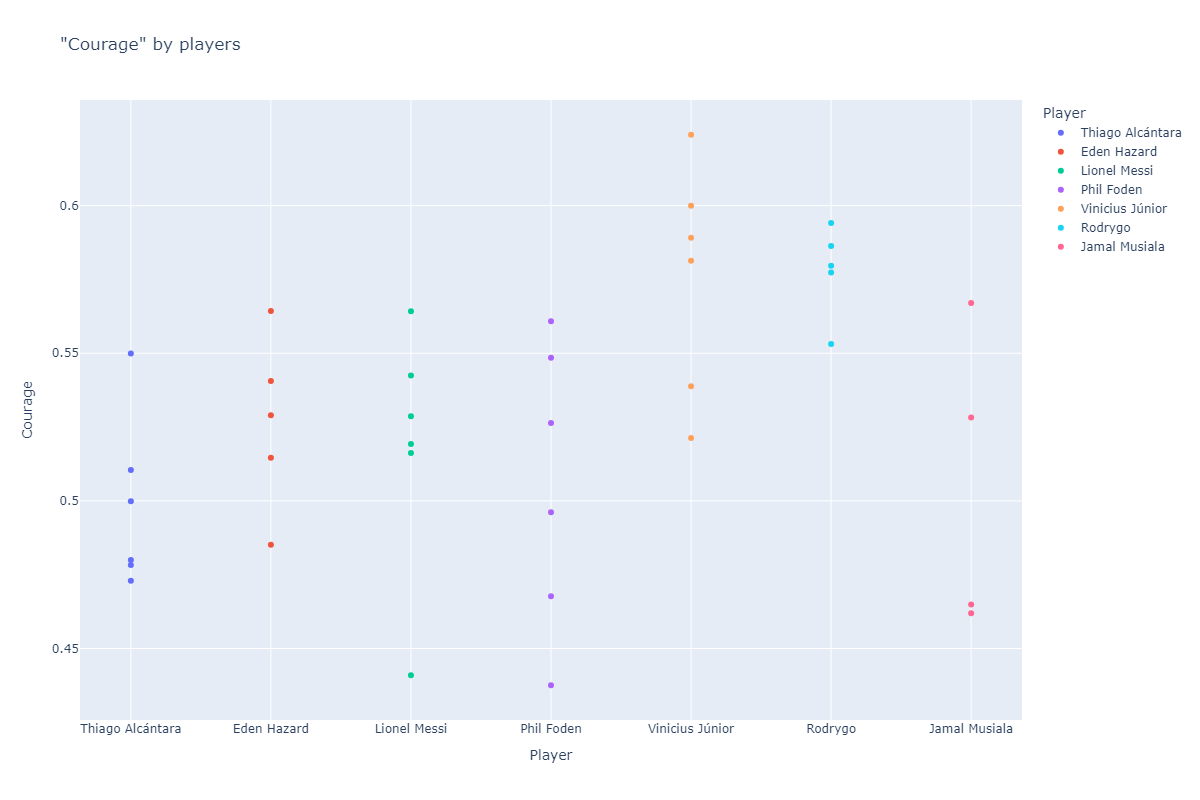 "Courage" by players
Player
Thiago Alcántara
Eden Hazard
Lionel Messi
Phil Foden
Vinicius Júnior
Rodrygo
Jamal Musiala
0.6
0.55
0.5
0.45
Courage
Thiago Alcántara
Eden Hazard
Lionel Messi
Phil Foden
Vinicius Júnior
Rodrygo
Jamal Musiala
Player